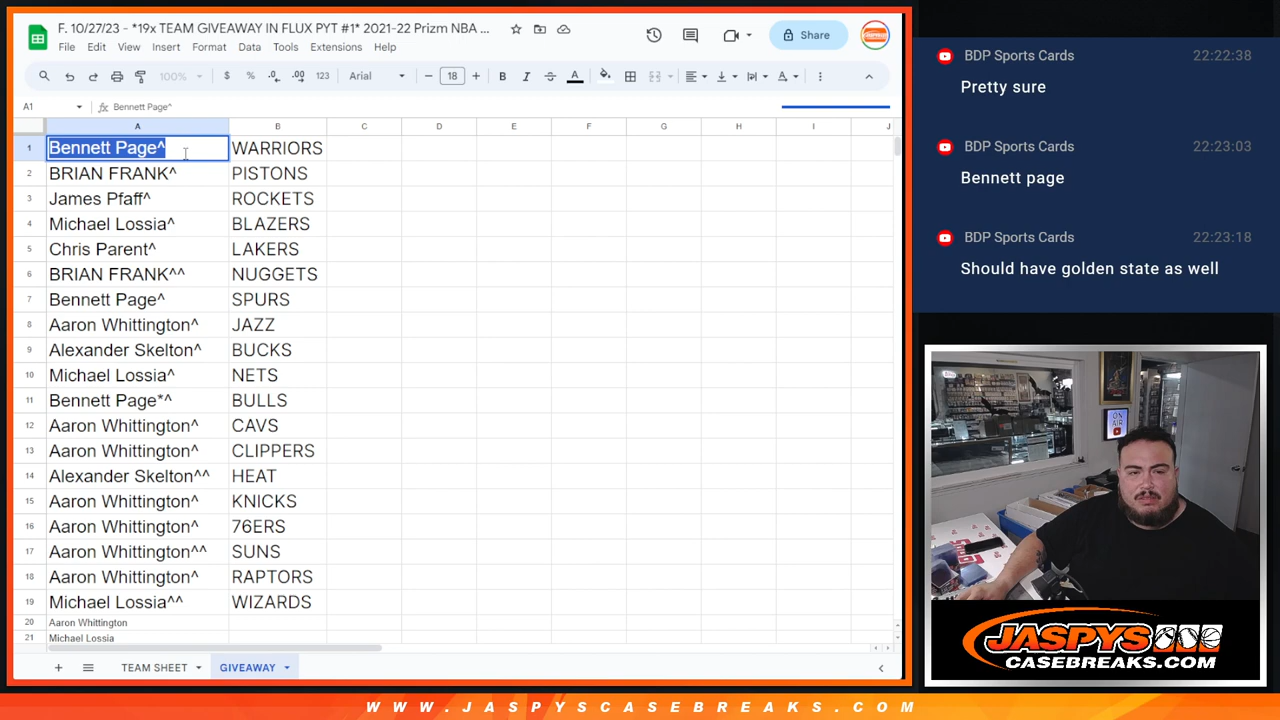 F. 10/27/23 - *19x TEAM GIVEAWAY IN FLUX PYT #1* 2021-22 Prizm NBA ...
File Edit View Insert Format Data Tools Extensions Help
Share
100% $ % .0 .00 123 Arial 18 B I A
A1 fx Bennett Page^
A B C D E F G H I J
1 Bennett Page^ WARRIORS
2 BRIAN FRANK^ PISTONS
3 James Pfaff^ ROCKETS
4 Michael Lossia^ BLAZERS
5 Chris Parent^ LAKERS
6 BRIAN FRANK^^ NUGGETS
7 Bennett Page^ SPURS
8 Aaron Whittington^ JAZZ
9 Alexander Skelton^ BUCKS
10 Michael Lossia^ NETS
11 Bennett Page*^ BULLS
12 Aaron Whittington^ CAVS
13 Aaron Whittington^ CLIPPERS
14 Alexander Skelton^^ HEAT
15 Aaron Whittington^ KNICKS
16 Aaron Whittington^ 76ERS
17 Aaron Whittington^^ SUNS
18 Aaron Whittington^ RAPTORS
19 Michael Lossia^^ WIZARDS
20 Aaron Whittington
21 Michael Lossia
TEAM SHEET GIVEAWAY
BDP Sports Cards 22:22:38
Pretty sure
BDP Sports Cards 22:23:03
Bennett page
BDP Sports Cards 22:23:18
Should have golden state as well
ON
AIR
JASPYS
CASEBREAKS.COM
WWW.JASPYSCASEBREAKS.COM